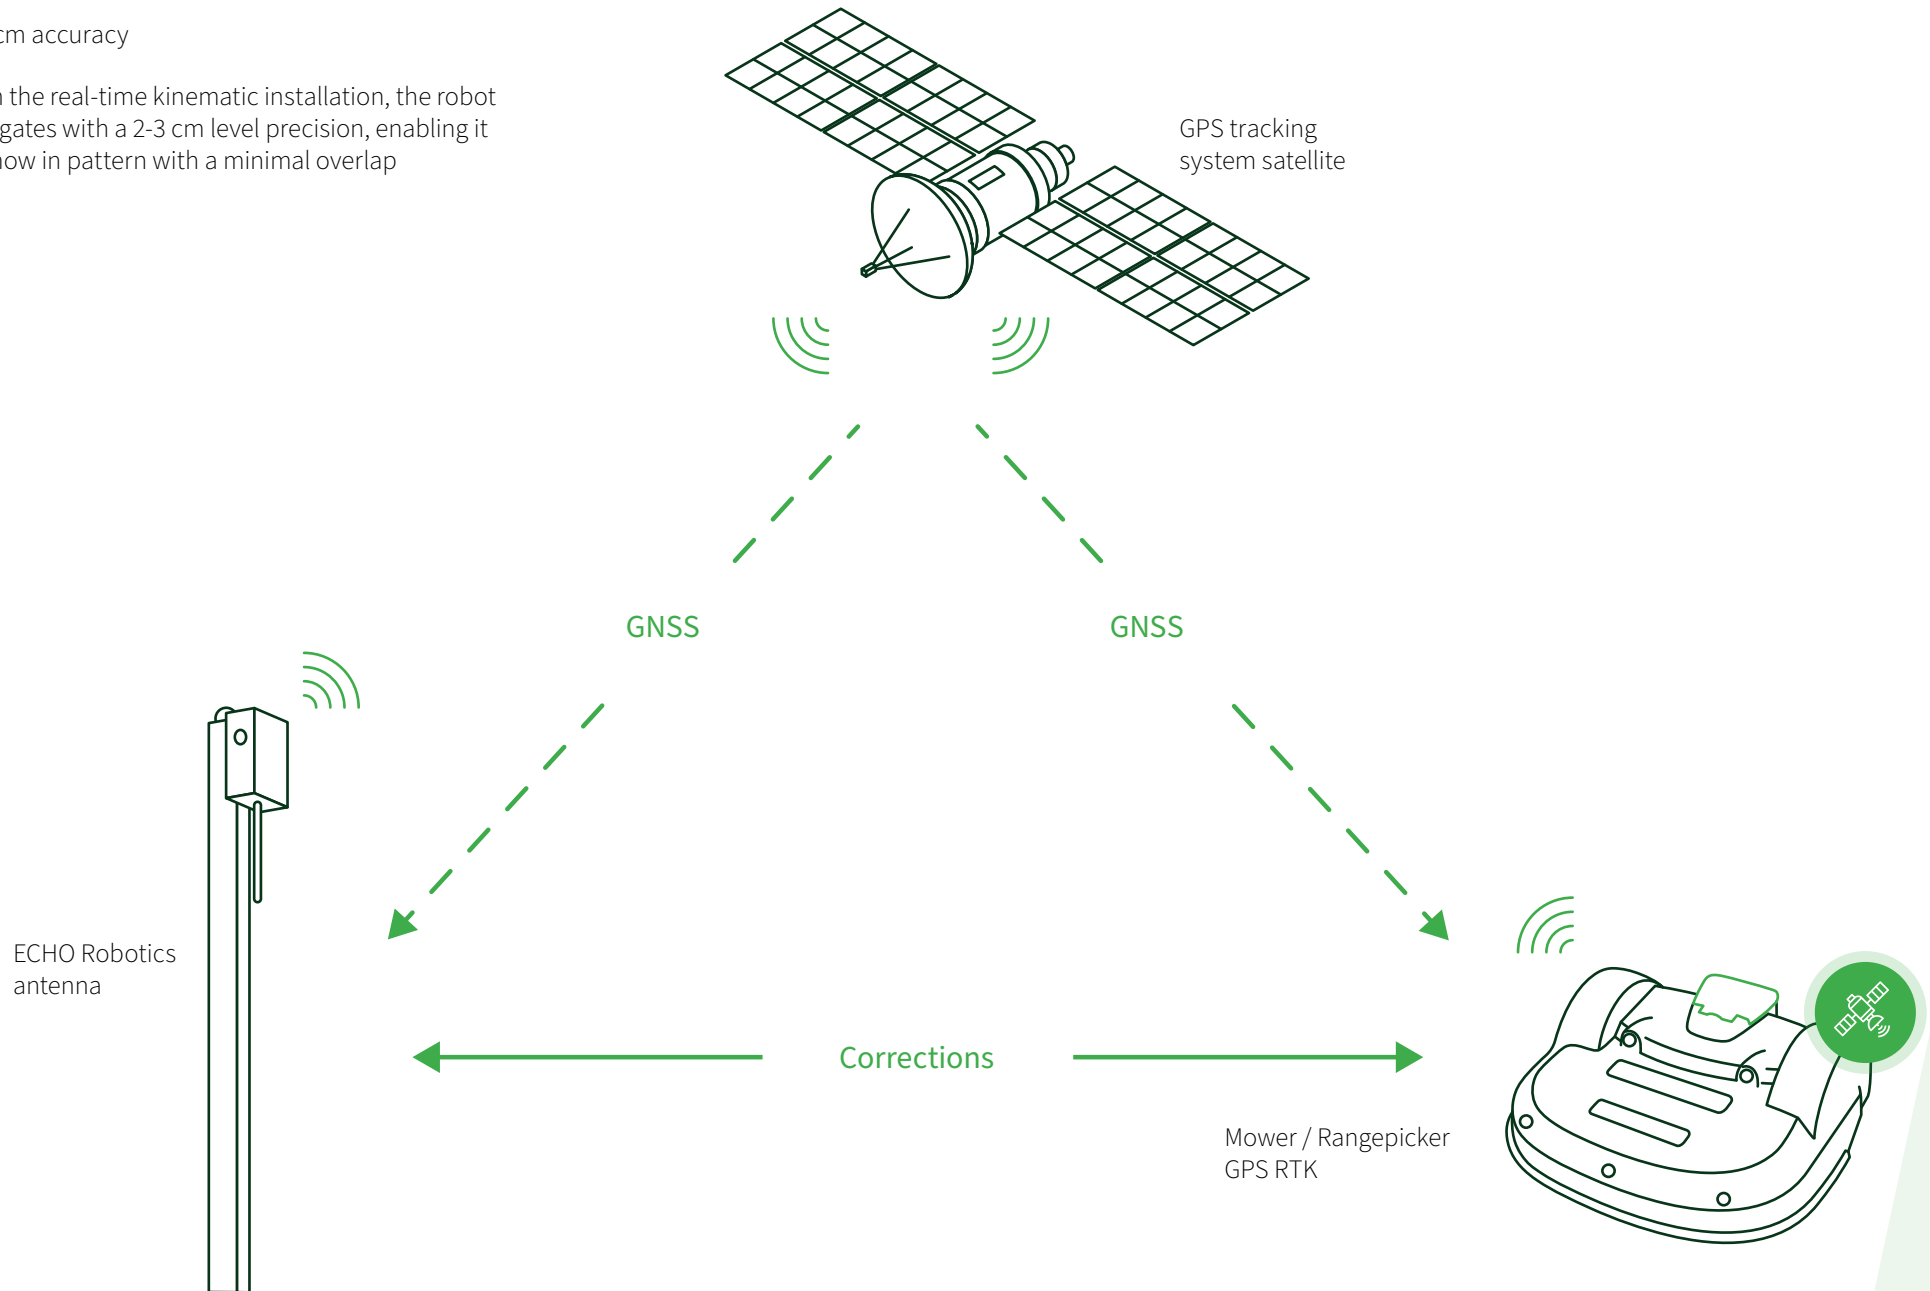 cm accuracy
the real-time kinematic installation, the robot
gates with a 2-3 cm level precision, enabling it
in pattern with a minimal overlap
GPS tracking
system satellite
GNSS
GNSS
ECHO Robotics
antenna
Corrections
Mower / Rangepicker
GPS RTK